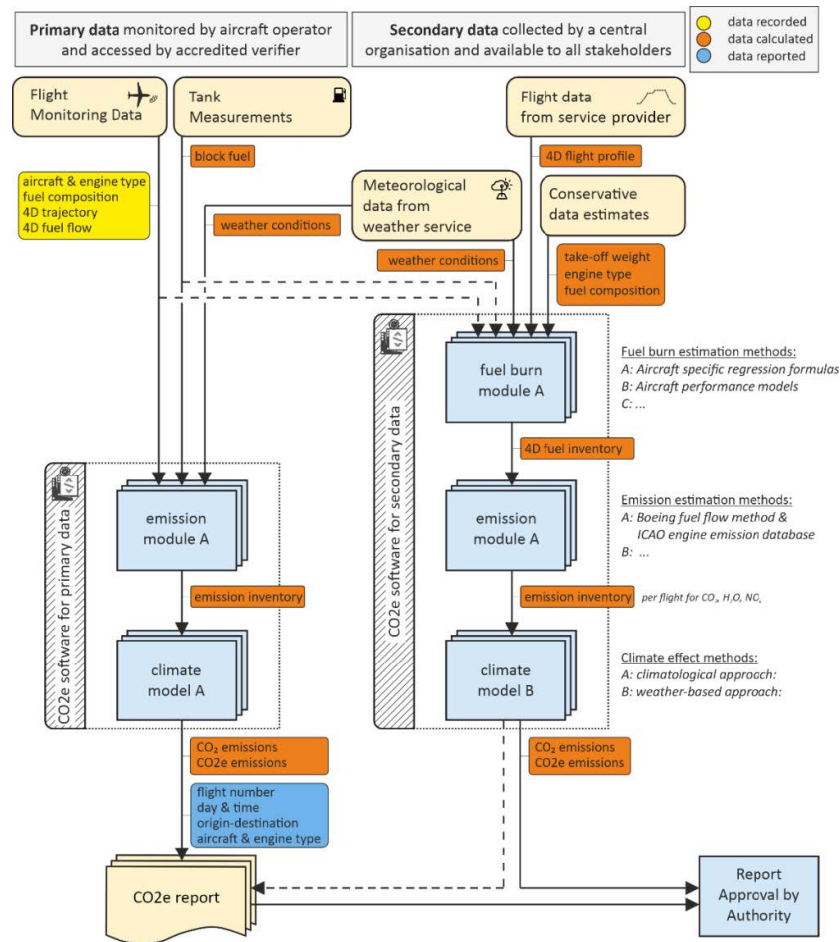 Primary data monitored by aircraft operator
and accessed by accredited verifier
Secondary data collected by a central
organisation and available to all stakeholders
data recorded
data calculated
data reported
Flight
Monitoring Data
Tank
Measurements
Flight data
from service provider
block fuel
4D flight profile
aircraft & engine type
fuel composition
4D trajectory
4D fuel flow
Meteorological
data from
weather service
Conservative
data estimates
weather conditions
weather conditions
take-off weight
engine type
fuel composition
CO2e software for secondary data
fuel burn
module A
Fuel burn estimation methods:
A: Aircraft specific regression formulas
B: Aircraft performance models
C: ...
4D fuel inventory
CO2e software for primary data
emission
module A
emission
module A
Emission estimation methods:
A: Boeing fuel flow method &
ICAO engine emission database
B: ...
emission inventory
emission inventory
per flight for CO₂, H₂O, NOₓ
climate
model A
climate
model B
Climate effect methods:
A: climatological approach:
B: weather-based approach:
CO₂ emissions
CO2e emissions
CO₂ emissions
CO2e emissions
flight number
day & time
origin-destination
aircraft & engine type
CO2e report
Report
Approval by
Authority